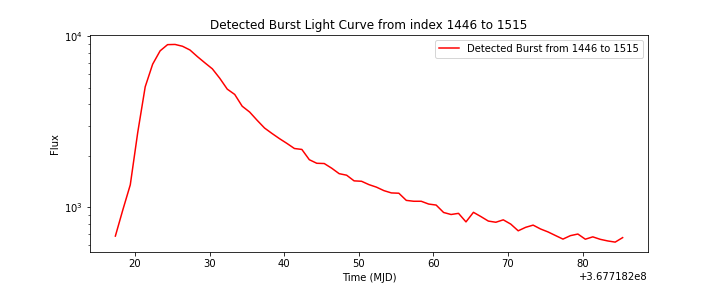 Detected Burst Light Curve from index 1446 to 1515
Detected Burst from 1446 to 1515
10⁴
10³
Flux
20 30 40 50 60 70 80
Time (MJD)
+3.677182e8